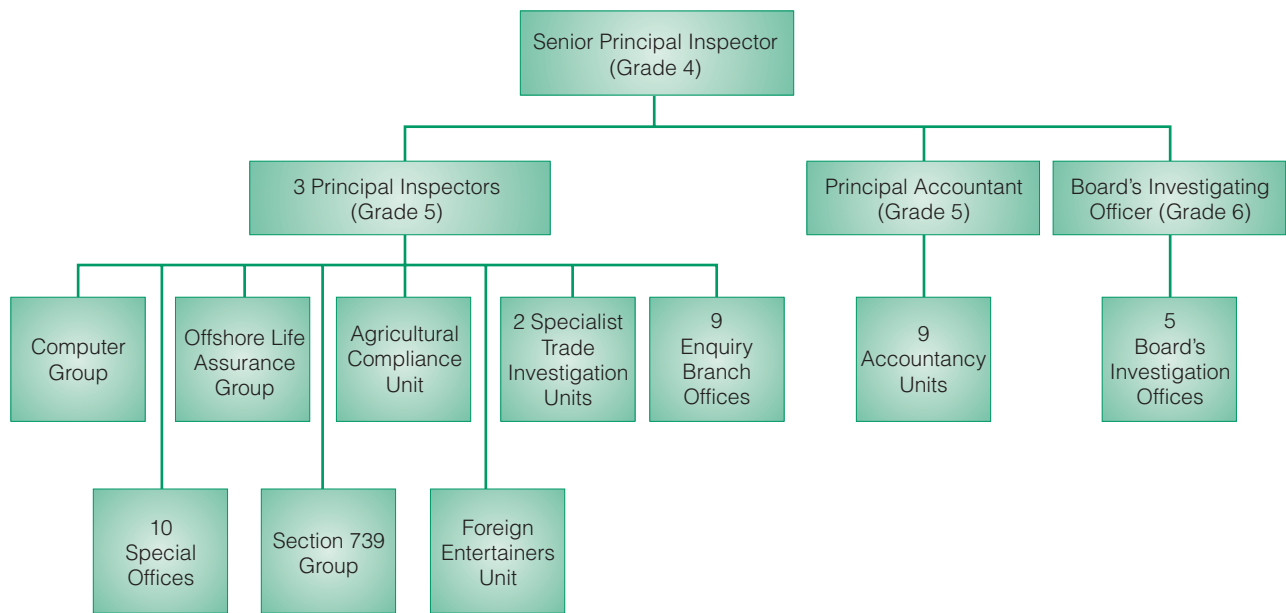 Senior Principal Inspector
(Grade 4)
3 Principal Inspectors
(Grade 5)
Principal Accountant
(Grade 5)
Board's Investigating
Officer (Grade 6)
Computer
Group
Offshore Life
Assurance
Group
Agricultural
Compliance
Unit
2 Specialist
Trade
Investigation
Units
9
Enquiry
Branch
Offices
9
Accountancy
Units
5
Board's
Investigation
Offices
10
Special
Offices
Section 739
Group
Foreign
Entertainers
Unit